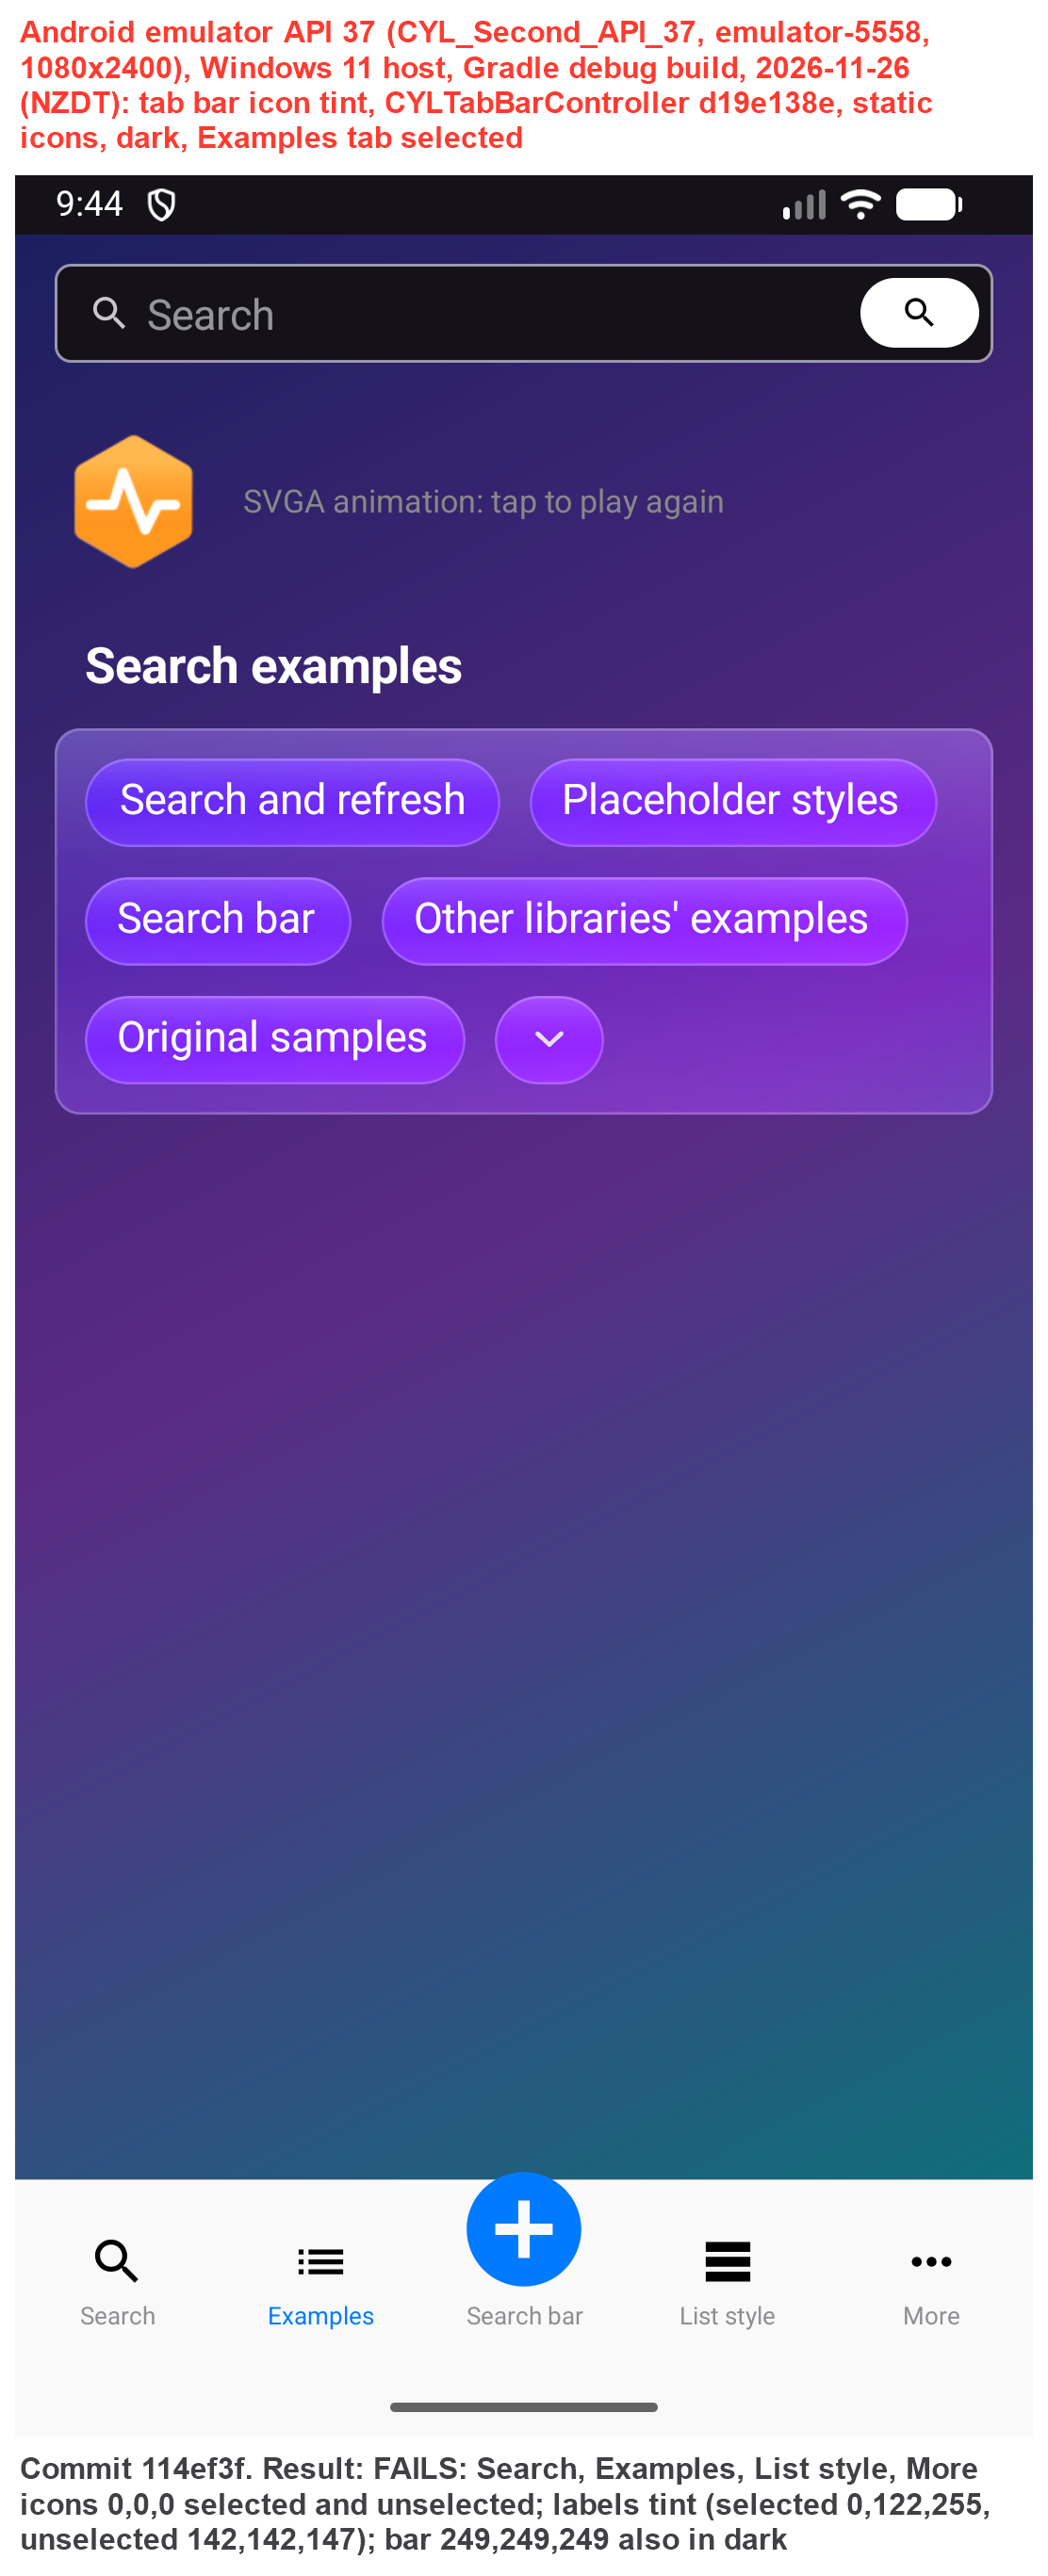 Android emulator API 37 (CYL_Second_API_37, emulator-5558,
1080x2400), Windows 11 host, Gradle debug build, 2026-11-26
(NZDT): tab bar icon tint, CYLTabBarController d19e138e, static
icons, dark, Examples tab selected
9:44
Search
SVGA animation: tap to play again
Search examples
Search and refresh Placeholder styles
Search bar Other libraries' examples
Original samples
Search Examples Search bar List style More
Commit 114ef3f. Result: FAILS: Search, Examples, List style, More
icons 0,0,0 selected and unselected; labels tint (selected 0,122,255,
unselected 142,142,147); bar 249,249,249 also in dark